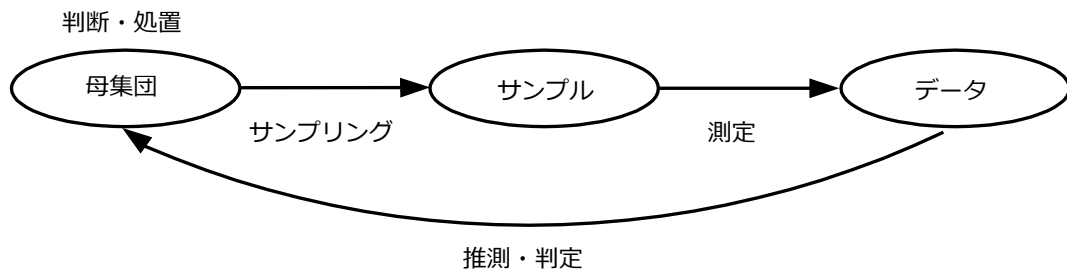 判断・処置
母集団
サンプル
データ
サンプリング
測定
推測・判定